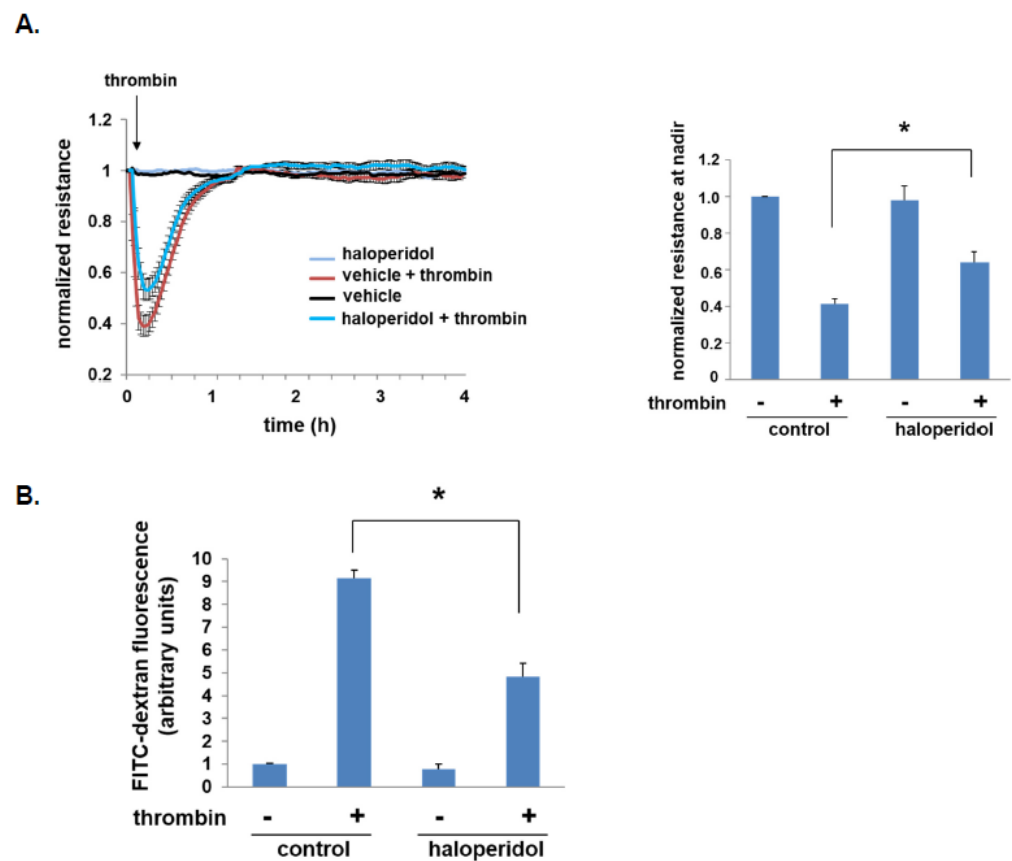 A.
thrombin
normalized resistance
1.2
1
0.8
0.6
0.4
0.2
haloperidol
vehicle + thrombin
vehicle
haloperidol + thrombin
0 1 2 3 4
time (h)
normalized resistance at nadir
*
1.2
1.0
0.8
0.6
0.4
0.2
0
thrombin - + - +
control haloperidol
B.
*
FITC-dextran fluorescence
(arbitrary units)
10
9
8
7
6
5
4
3
2
1
0
thrombin - + - +
control haloperidol